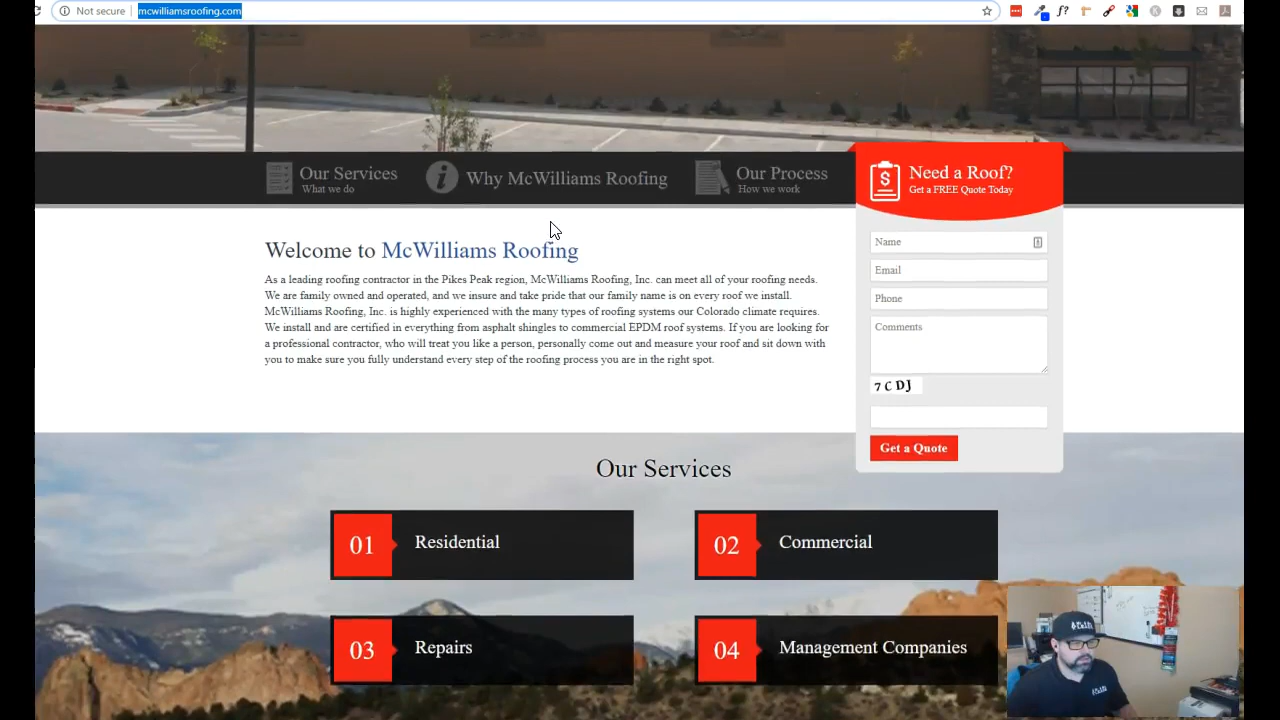 Not secure
mcwilliamsroofing.com
f?
Our Services
What we do
Why McWilliams Roofing
Our Process
How we work
Need a Roof?
Get a FREE Quote Today
Welcome to McWilliams Roofing
As a leading roofing contractor in the Pikes Peak region, McWilliams Roofing, Inc. can meet all of your roofing needs.
We are family owned and operated, and we insure and take pride that our family name is on every roof we install.
McWilliams Roofing, Inc. is highly experienced with the many types of roofing systems our Colorado climate requires.
We install and are certified in everything from asphalt shingles to commercial EPDM roof systems. If you are looking for
a professional contractor, who will treat you like a person, personally come out and measure your roof and sit down with
you to make sure you fully understand every step of the roofing process you are in the right spot.
Name
Email
Phone
Comments
7 C D J
Get a Quote
Our Services
01 Residential
02 Commercial
03 Repairs
04 Management Companies